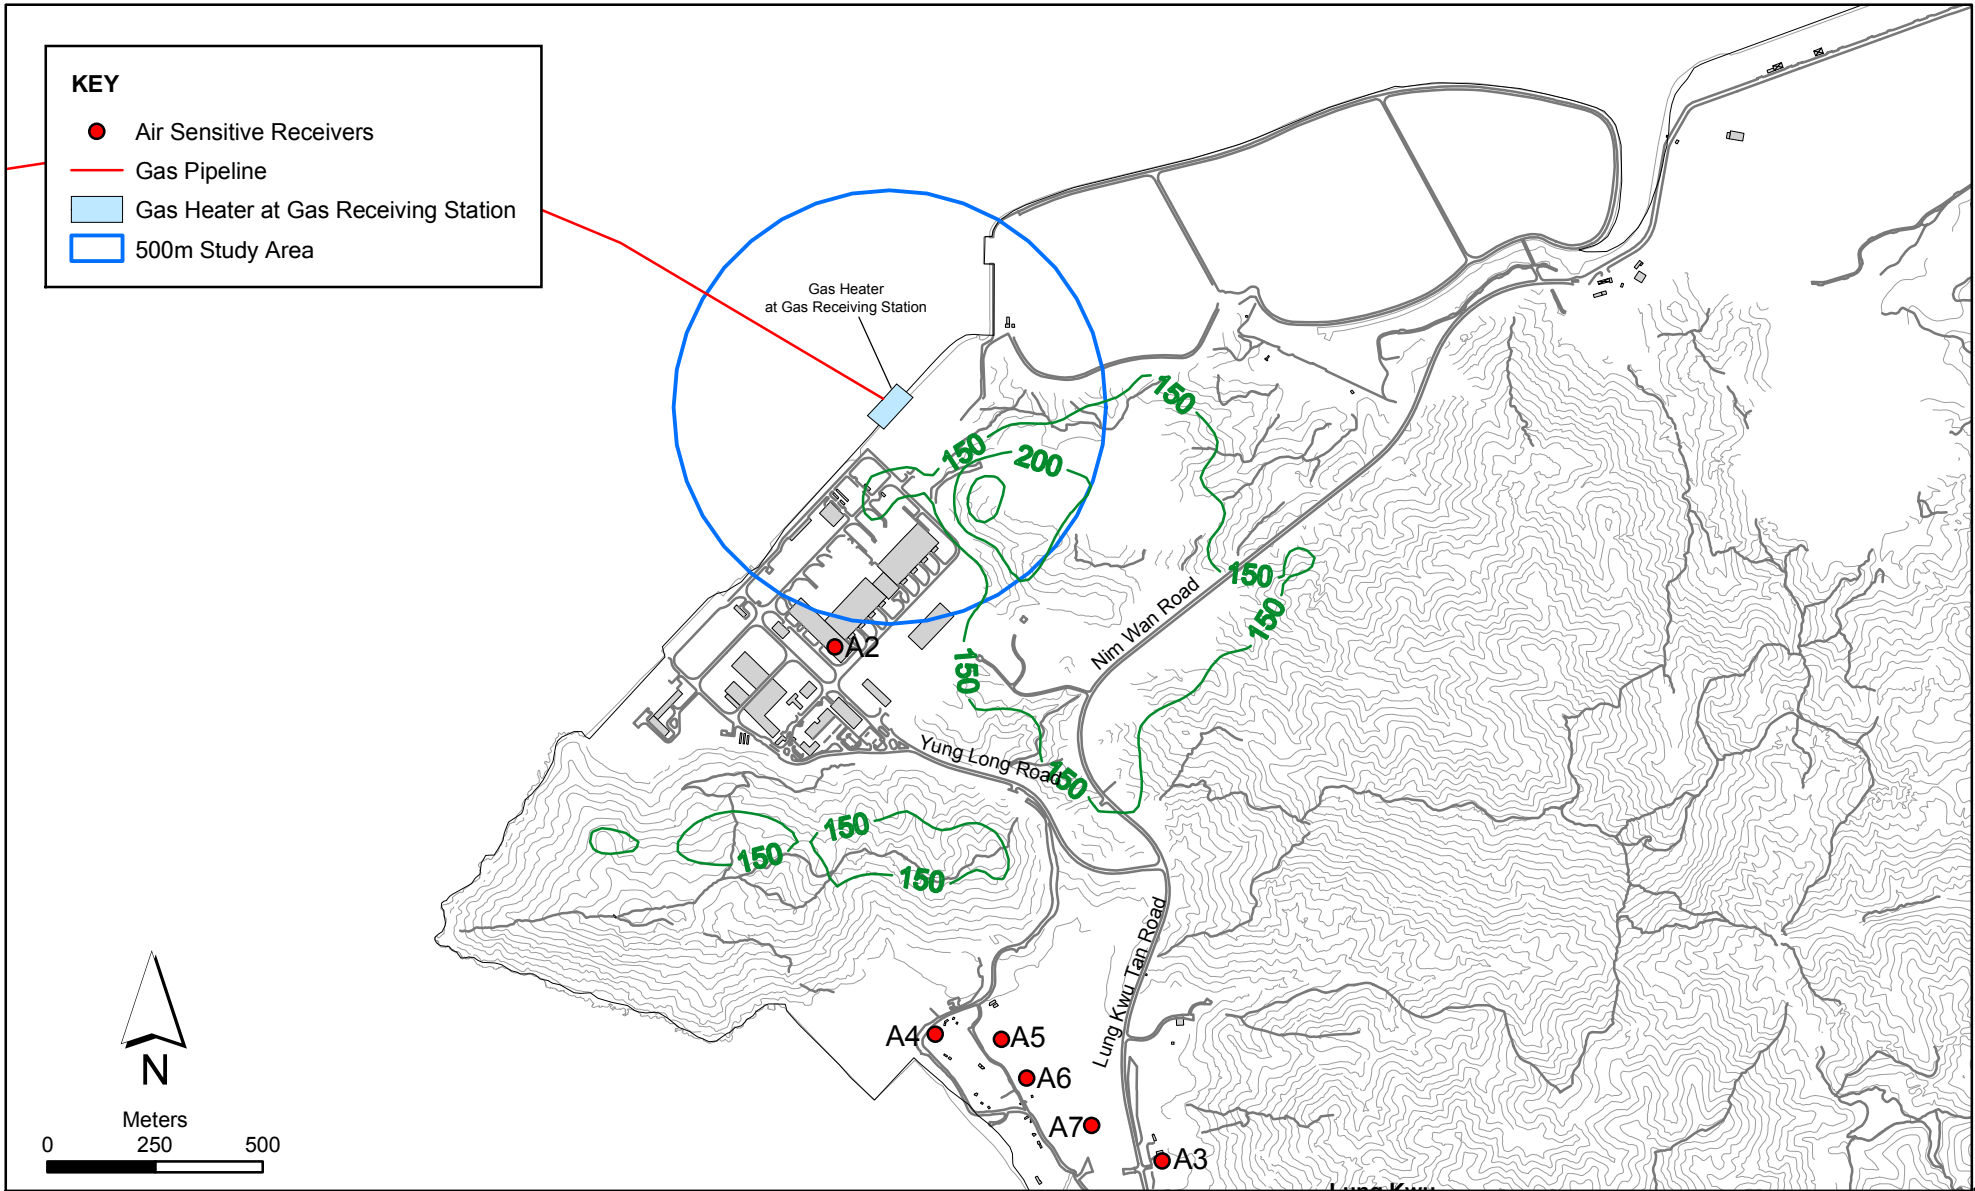 KEY
Air Sensitive Receivers
Gas Pipeline
Gas Heater at Gas Receiving Station
500m Study Area
Gas Heater
at Gas Receiving Station
150
150
200
150
150
Nim Wan Road
A2
150
Yung Long Road
150
150
150
150
Lung Kwu Tan Road
A4
A5
A6
A7
A3
N
Meters
0 250 500
Lung Kwu